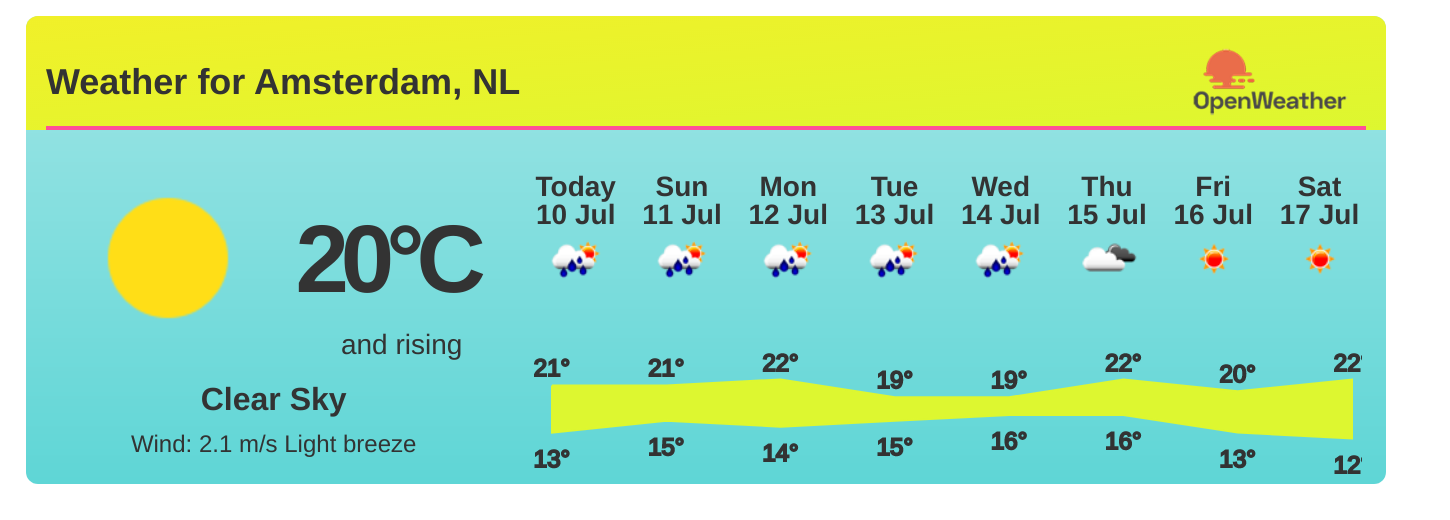 Weather for Amsterdam, NL
OpenWeather
20°C
and rising
Clear Sky
Wind: 2.1 m/s Light breeze
Today Sun Mon Tue Wed Thu Fri Sat
10 Jul 11 Jul 12 Jul 13 Jul 14 Jul 15 Jul 16 Jul 17 Jul
21° 21° 22° 19° 19° 22° 20° 22°
13° 15° 14° 15° 16° 16° 13° 12°